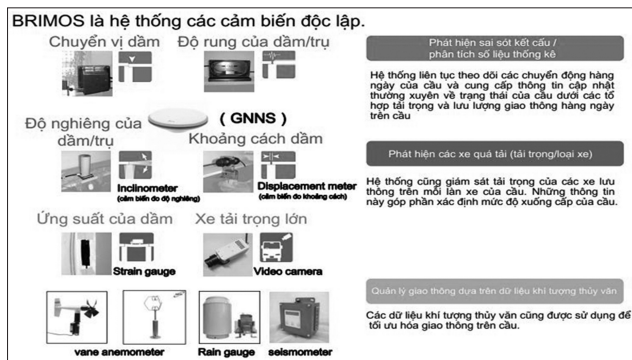 BRIMOS là hệ thống các cảm biến độc lập.
Chuyển vị dầm
Độ rung của dầm/trụ
( GNNS )
Độ nghiêng của
dầm/trụ
Khoảng cách dầm
Inclinometor
(cảm biến đo độ nghiêng)
Displacement meter
(cảm biến đo khoảng cách)
Ứng suất của dầm
Xe tải trọng lớn
Strain gauge
Video camera
vane anemometer
Rain gauge
seismometer
Phát hiện sai sót kết cấu /
phân tích số liệu thống kê
Hệ thống liên tục theo dõi các chuyển động hàng
ngày của cầu và cung cấp thông tin cập nhật
thường xuyên về trạng thái của cầu dưới các tổ
hợp tải trọng và lưu lượng giao thông hàng ngày
trên cầu
Phát hiện các xe quá tải (tải trọng/loại xe)
Hệ thống cũng giám sát tải trọng của các xe lưu
thông trên mỗi làn xe của cầu. Những thông tin
này góp phần xác định mức độ xuống cấp của cầu.
Quản lý giao thông dựa trên dữ liệu khí tượng thủy văn
Các dữ liệu khí tượng thủy văn cũng được sử dụng để
tối ưu hóa giao thông trên cầu.